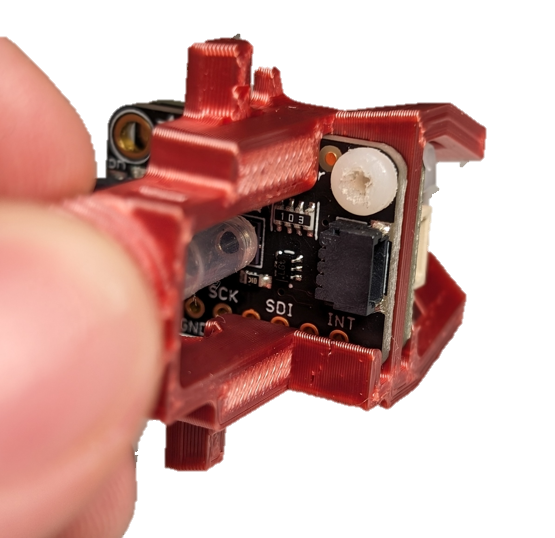 103
SCK
SDI
INT
GND